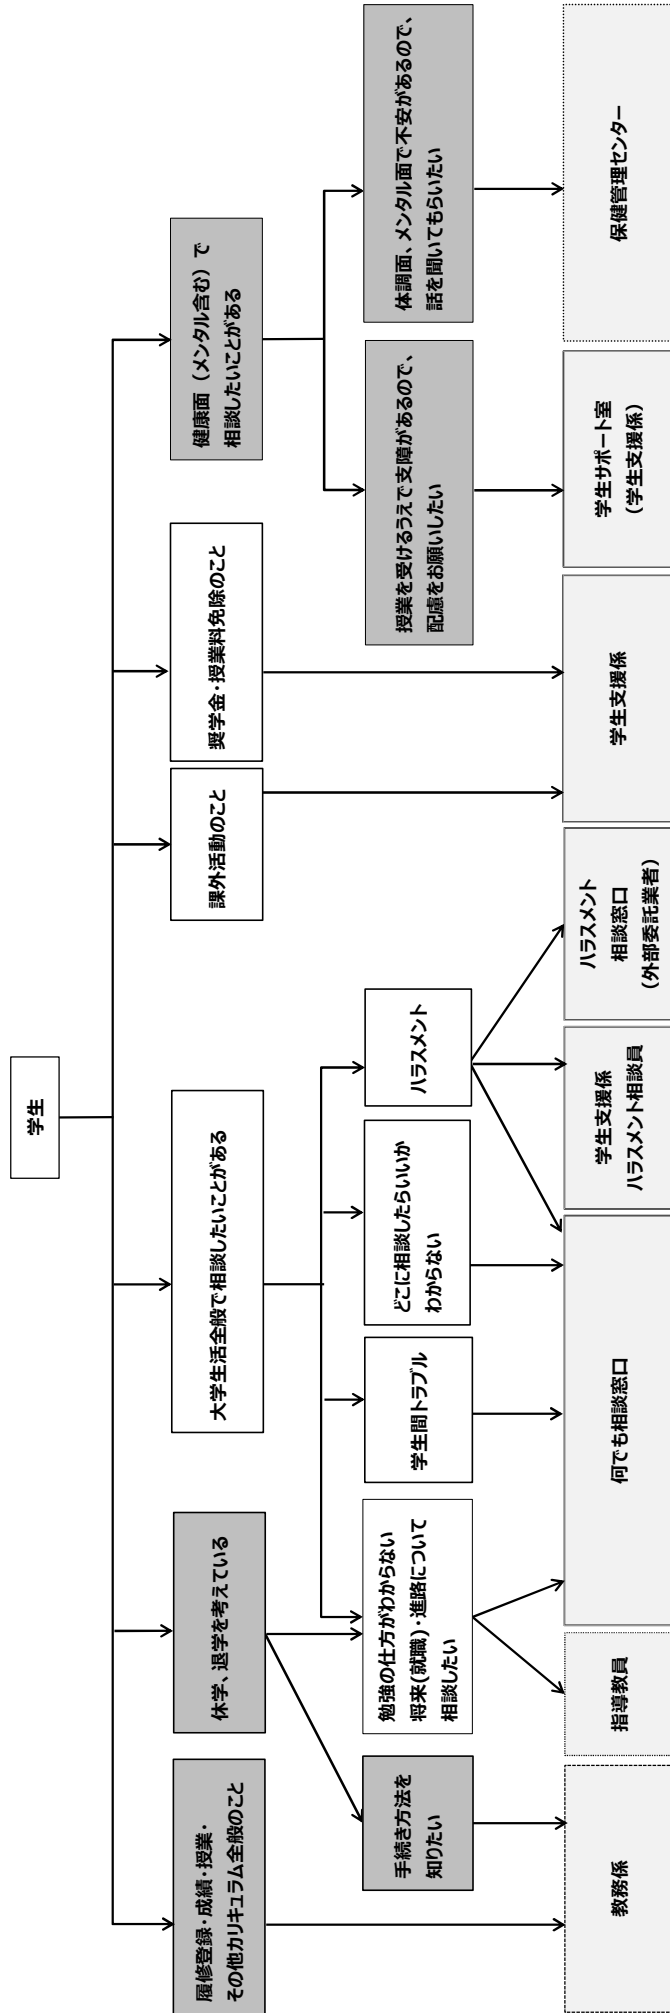 学生
履修登録・成績・授業・
その他カリキュラム全般のこと
休学、退学を考えている
大学生活全般で相談したいことがある
課外活動のこと
奨学金・授業料免除のこと
健康面（メンタル含む）で
相談したいことがある
手続き方法を
知りたい
勉強の仕方がわからない
将来(就職)・進路について
相談したい
学生間トラブル
どこに相談したらいいか
わからない
ハラスメント
授業を受けるうえで支障があるので、
配慮をお願いしたい
体調面、メンタル面で不安があるので、
話を聞いてもらいたい
教務係
指導教員
何でも相談窓口
学生支援係
ハラスメント相談員
ハラスメント
相談窓口
（外部委託業者）
学生支援係
学生サポート室
（学生支援係）
保健管理センター